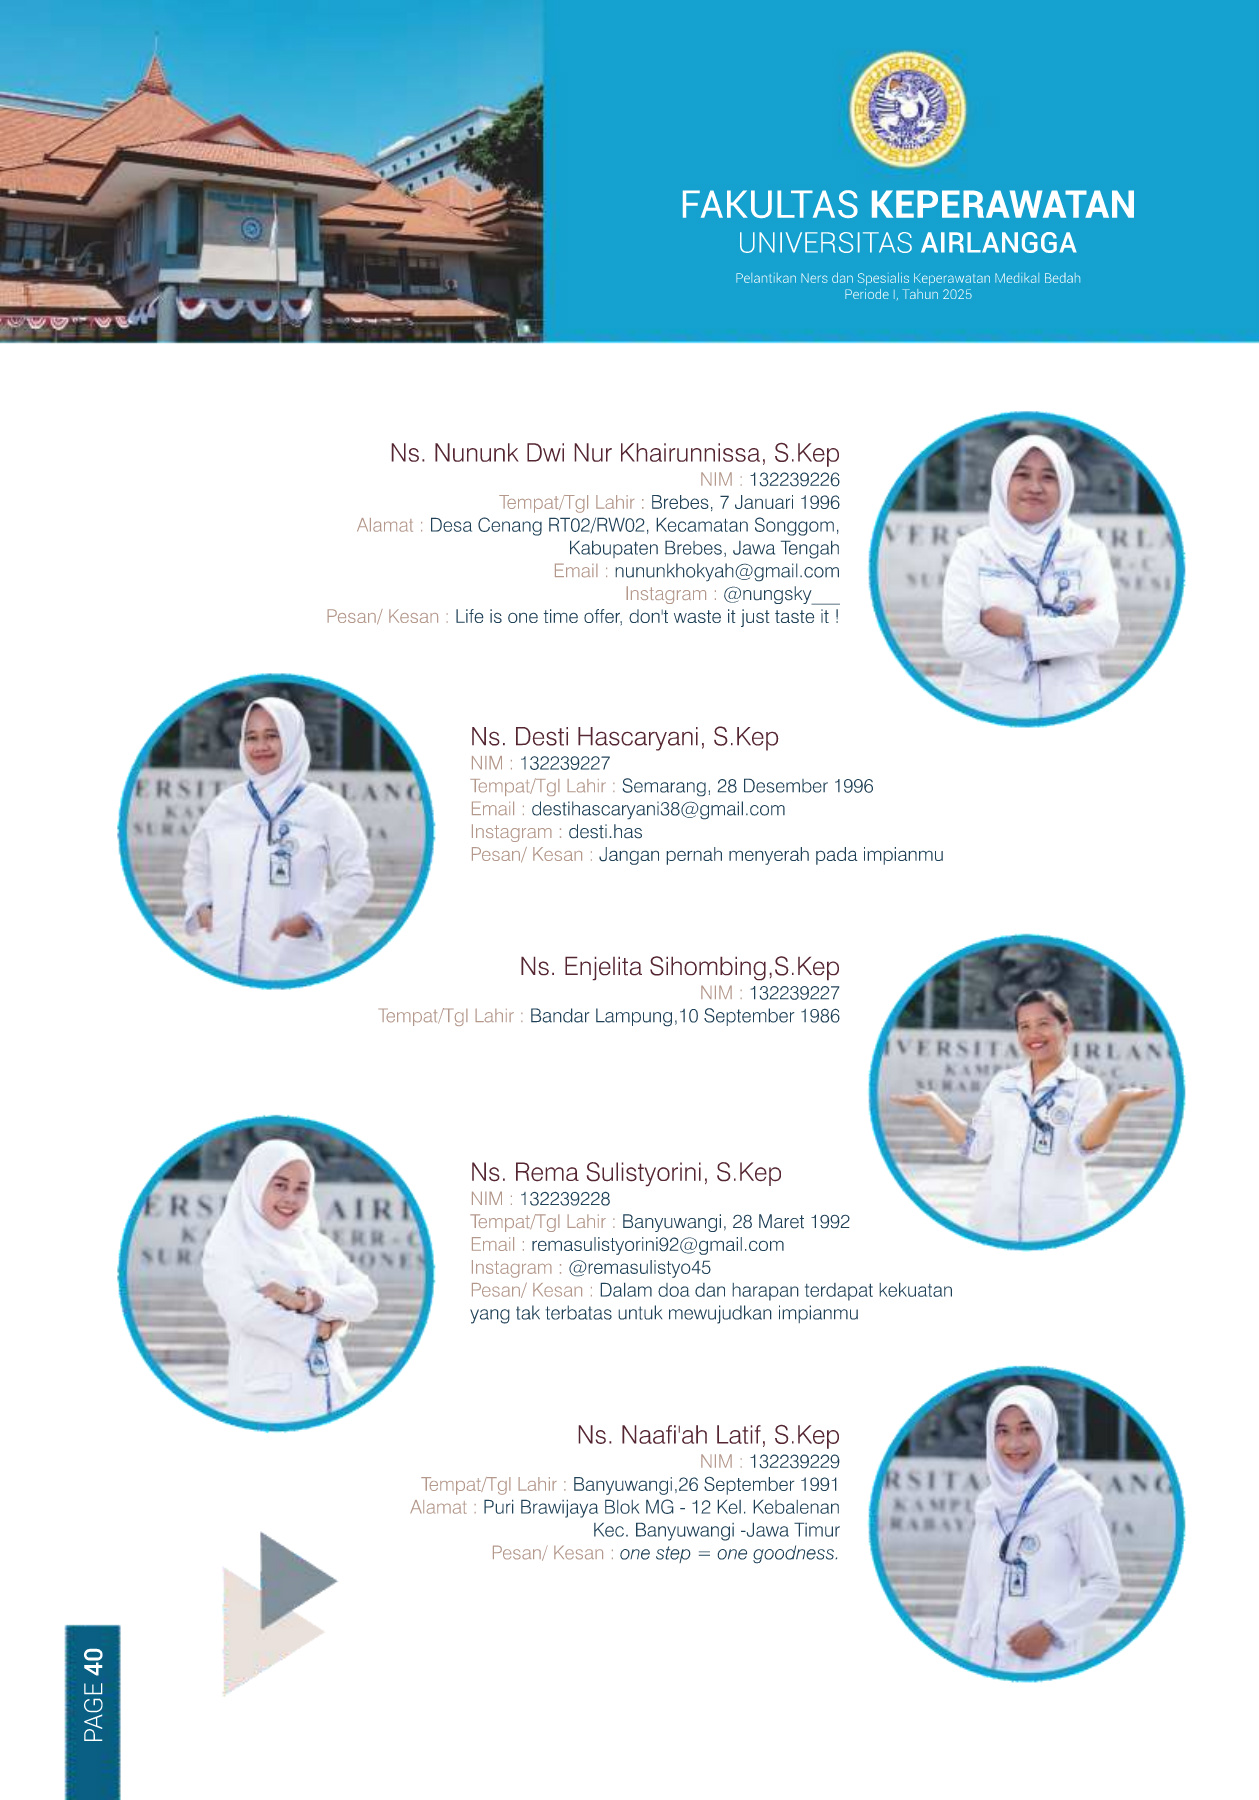 FAKULTAS KEPERAWATAN
UNIVERSITAS AIRLANGGA
Pelantikan Ners dan Spesialis Keperawatan Medikal Bedah
Periode I, Tahun 2025
Ns. Nununk Dwi Nur Khairunnissa, S.Kep
NIM : 132239226
Tempat/Tgl Lahir : Brebes, 7 Januari 1996
Alamat : Desa Cenang RT02/RW02, Kecamatan Songgom,
Kabupaten Brebes, Jawa Tengah
Email : nununkhokyah@gmail.com
Instagram : @nungsky___
Pesan/ Kesan : Life is one time offer, don't waste it just taste it !
Ns. Desti Hascaryani, S.Kep
NIM : 132239227
Tempat/Tgl Lahir : Semarang, 28 Desember 1996
Email : destihascaryani38@gmail.com
Instagram : desti.has
Pesan/ Kesan : Jangan pernah menyerah pada impianmu
Ns. Enjelita Sihombing,S.Kep
NIM : 132239227
Tempat/Tgl Lahir : Bandar Lampung,10 September 1986
Ns. Rema Sulistyorini, S.Kep
NIM : 132239228
Tempat/Tgl Lahir : Banyuwangi, 28 Maret 1992
Email : remasulistyorini92@gmail.com
Instagram : @remasulistyo45
Pesan/ Kesan : Dalam doa dan harapan terdapat kekuatan
yang tak terbatas untuk mewujudkan impianmu
Ns. Naafi'ah Latif, S.Kep
NIM : 132239229
Tempat/Tgl Lahir : Banyuwangi,26 September 1991
Alamat : Puri Brawijaya Blok MG - 12 Kel. Kebalenan
Kec. Banyuwangi -Jawa Timur
Pesan/ Kesan : one step = one goodness.
PAGE 40